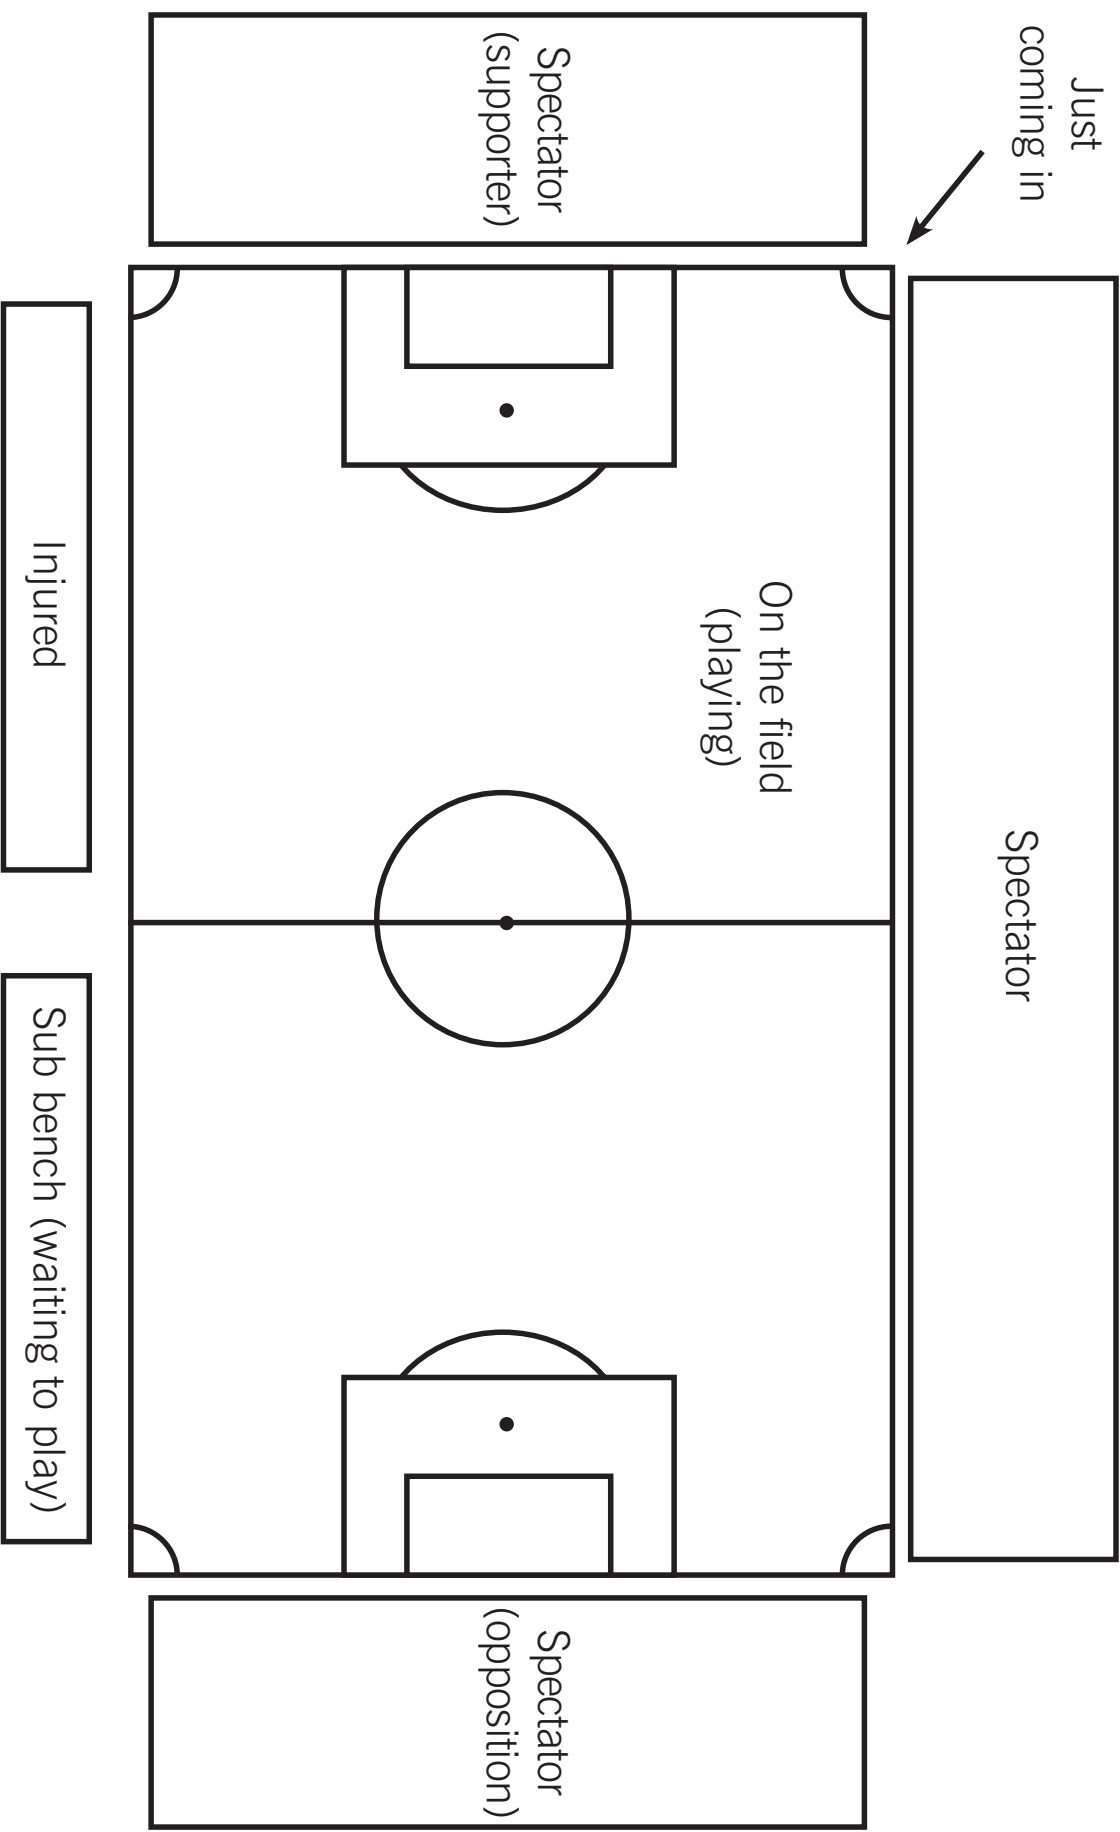 Just
coming in
Spectator
Spectator
(supporter)
On the field
(playing)
Spectator
(opposition)
Injured
Sub bench (waiting to play)